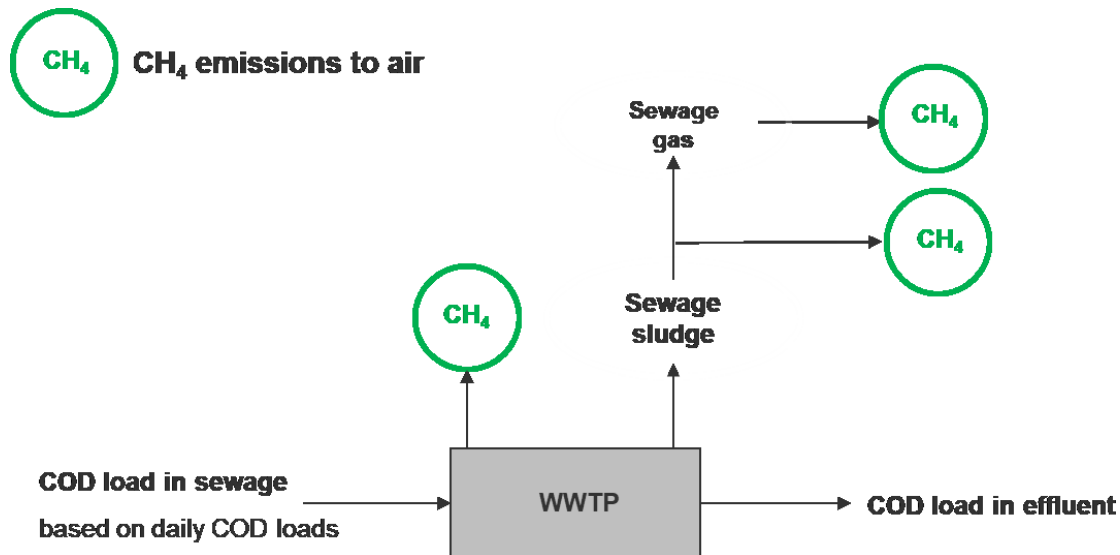 CH₄ CH₄ emissions to air
Sewage
gas
CH₄
CH₄
CH₄
Sewage
sludge
COD load in sewage
based on daily COD loads
WWTP
COD load in effluent